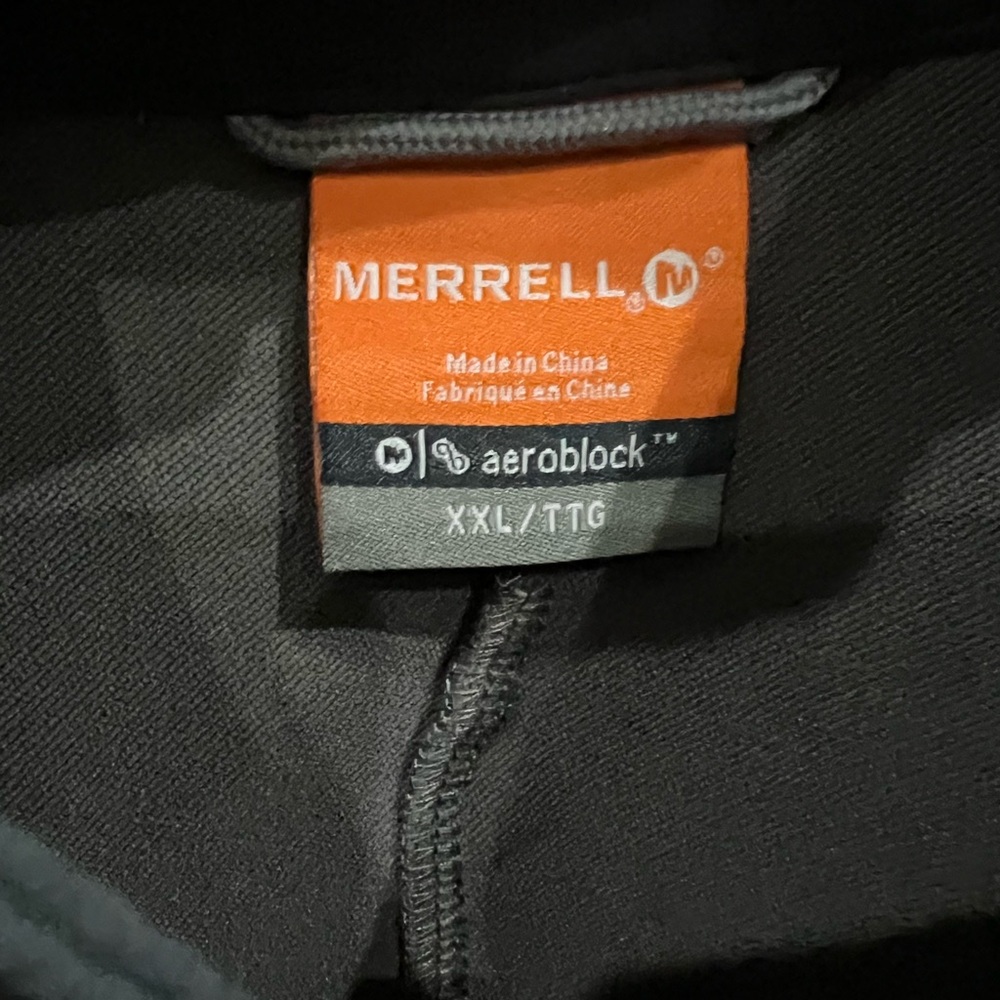 MERRELL® M®
Made in China
Fabriqué en Chine
M aeroblock™
XXL/TTG